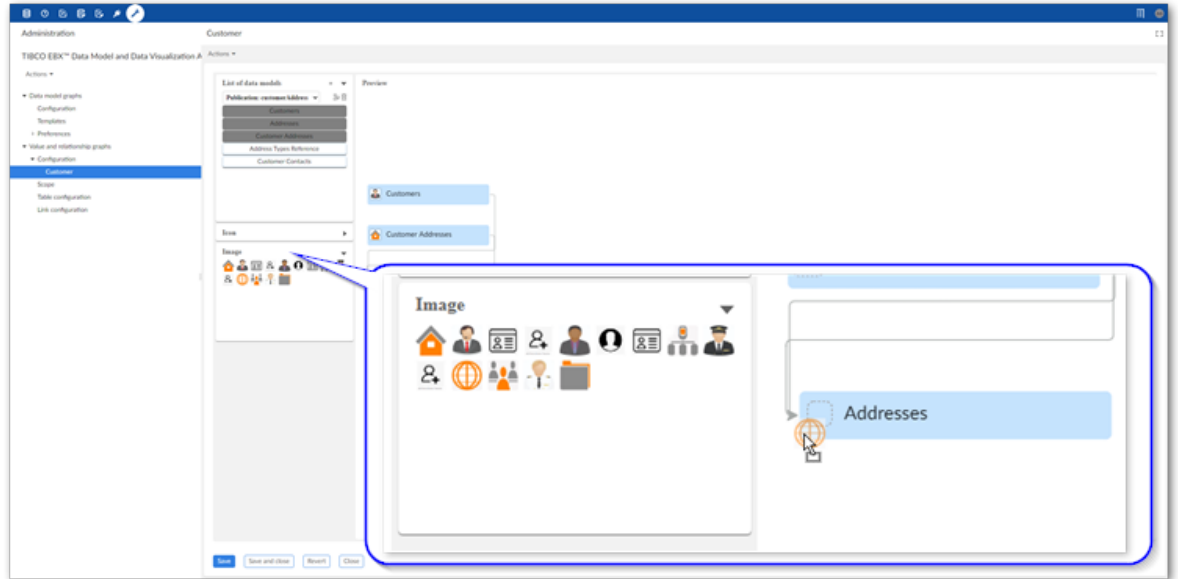 Administration
Customer
TIBCO EBX™ Data Model and Data Visualization A
Actions
Actions
Data model graphs
Configuration
Templates
Preferences
Value and relationship graphs
Configuration
Customer
Scope
Table configuration
Link configuration
List of data models
Publication: customerAddress
Customers
Addresses
Customer Addresses
Address Types Reference
Customer Contacts
Icon
Image
Preview
Customers
Customer Addresses
Image
Addresses
Save
Save and close
Revert
Close